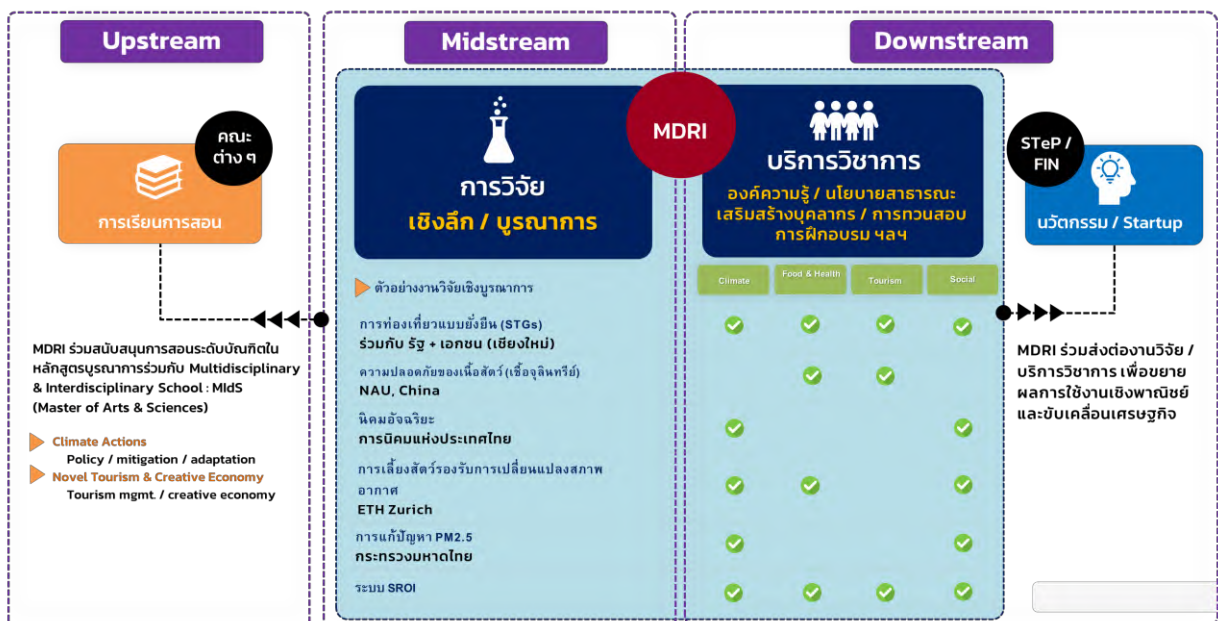 Upstream
คณะ
ต่าง ๆ
การเรียนการสอน
MDRI ร่วมสนับสนุนการสอนระดับบัณฑิตใน
หลักสูตรบูรณาการร่วมกับ Multidisciplinary
& Interdisciplinary School : MIdS
(Master of Arts & Sciences)
Climate Actions
Policy / mitigation / adaptation
Novel Tourism & Creative Economy
Tourism mgmt. / creative economy
Midstream
การวิจัย
เชิงลึก / บูรณาการ
ตัวอย่างงานวิจัยเชิงบูรณาการ
การท่องเที่ยวแบบยั่งยืน (STGs)
ร่วมกับ รัฐ + เอกชน (เชียงใหม่)
ความปลอดภัยของเนื้อสัตว์ (เชื้อจุลินทรีย์)
NAU, China
นิคมอัจฉริยะ
การนิคมแห่งประเทศไทย
การเลี้ยงสัตว์รองรับการเปลี่ยนแปลงสภาพ
อากาศ
ETH Zurich
การแก้ปัญหา PM2.5
กระทรวงมหาดไทย
ระบบ SROI
MDRI
Downstream
บริการวิชาการ
องค์ความรู้ / นโยบายสาธารณะ
เสริมสร้างบุคลากร / การทวนสอบ
การฝึกอบรม ฯลฯ
Climate
Food & Health
Tourism
Social
STeP /
FIN
นวัตกรรม / Startup
MDRI ร่วมส่งต่องานวิจัย /
บริการวิชาการ เพื่อขยาย
ผลการใช้งานเชิงพาณิชย์
และขับเคลื่อนเศรษฐกิจ